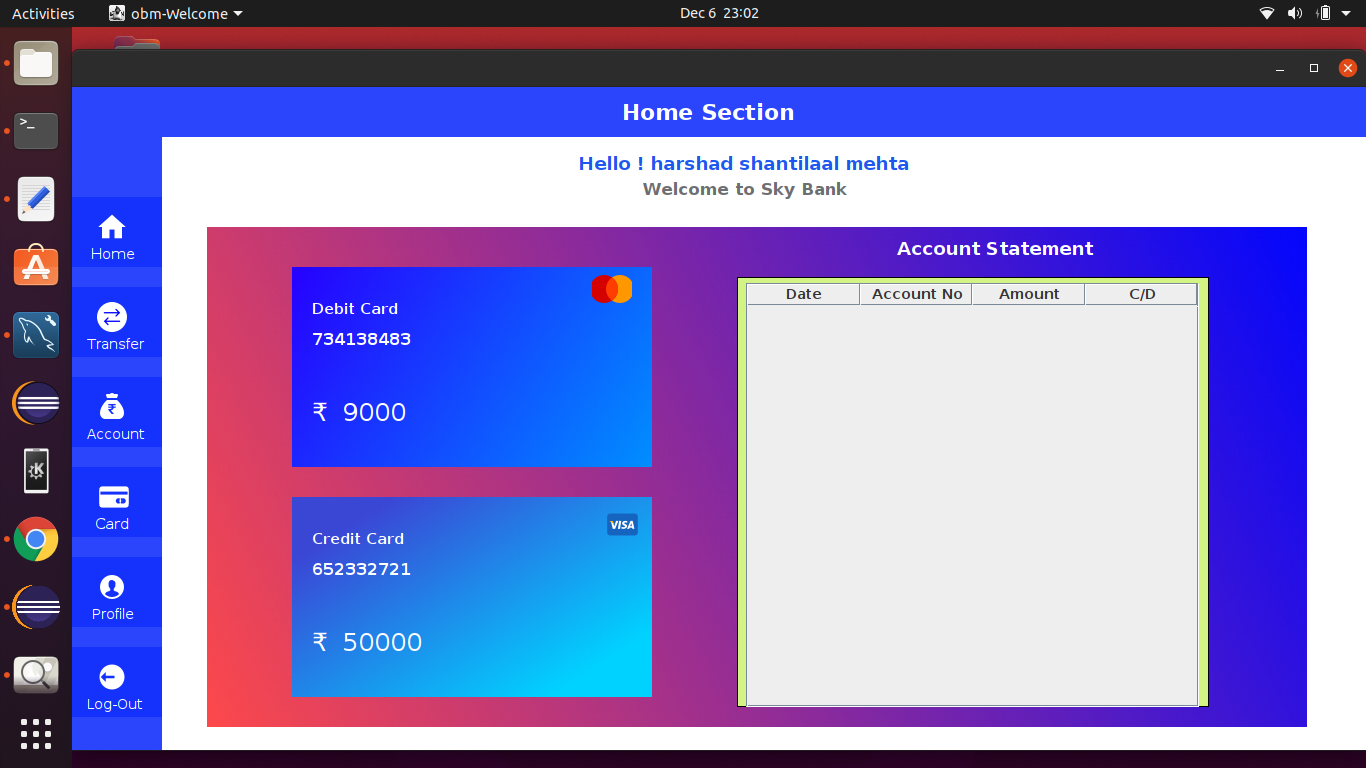 Activities
obm-Welcome
Dec 6 23:02
>_
Home Section
Hello ! harshad shantilaal mehta
Welcome to Sky Bank
Home
Transfer
₹
Account
Card
Profile
Log-Out
Debit Card
734138483
₹ 9000
Credit Card
VISA
652332721
₹ 50000
Account Statement
Date Account No Amount C/D
K